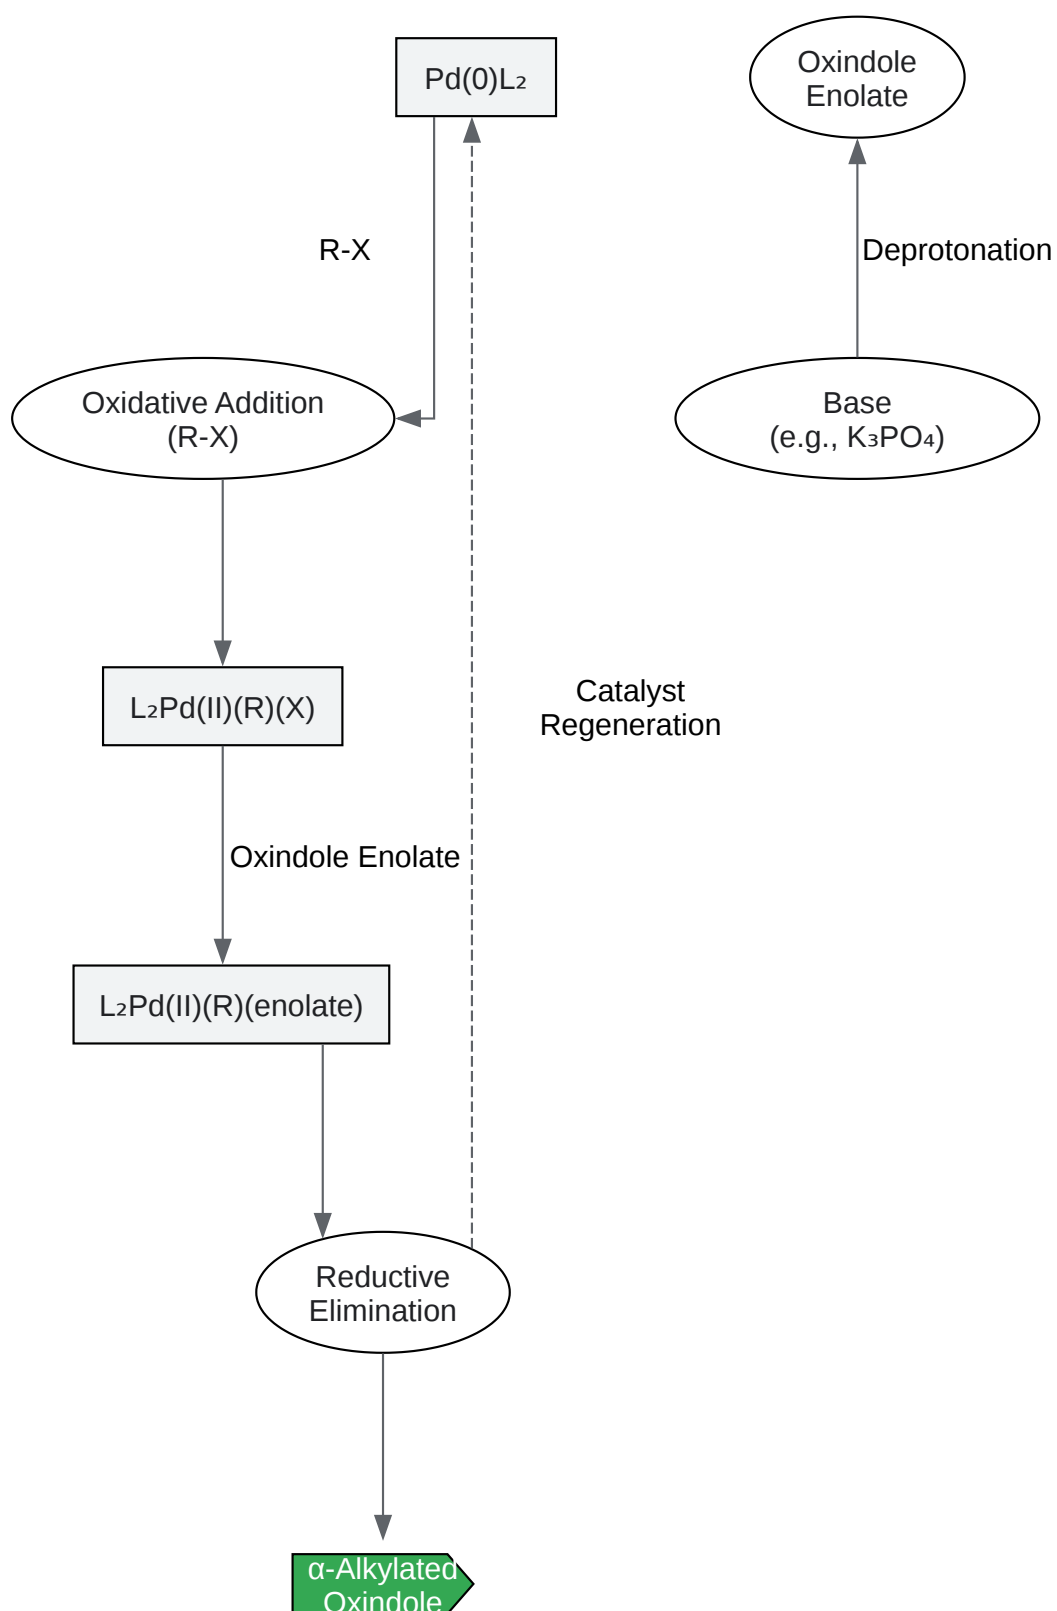 Pd(0)L₂
Oxindole
Enolate
R-X
Deprotonation
Oxidative Addition
(R-X)
Base
(e.g., K₃PO₄)
L₂Pd(II)(R)(X)
Catalyst
Regeneration
Oxindole Enolate
L₂Pd(II)(R)(enolate)
Reductive
Elimination
α-Alkylated
Oxindole